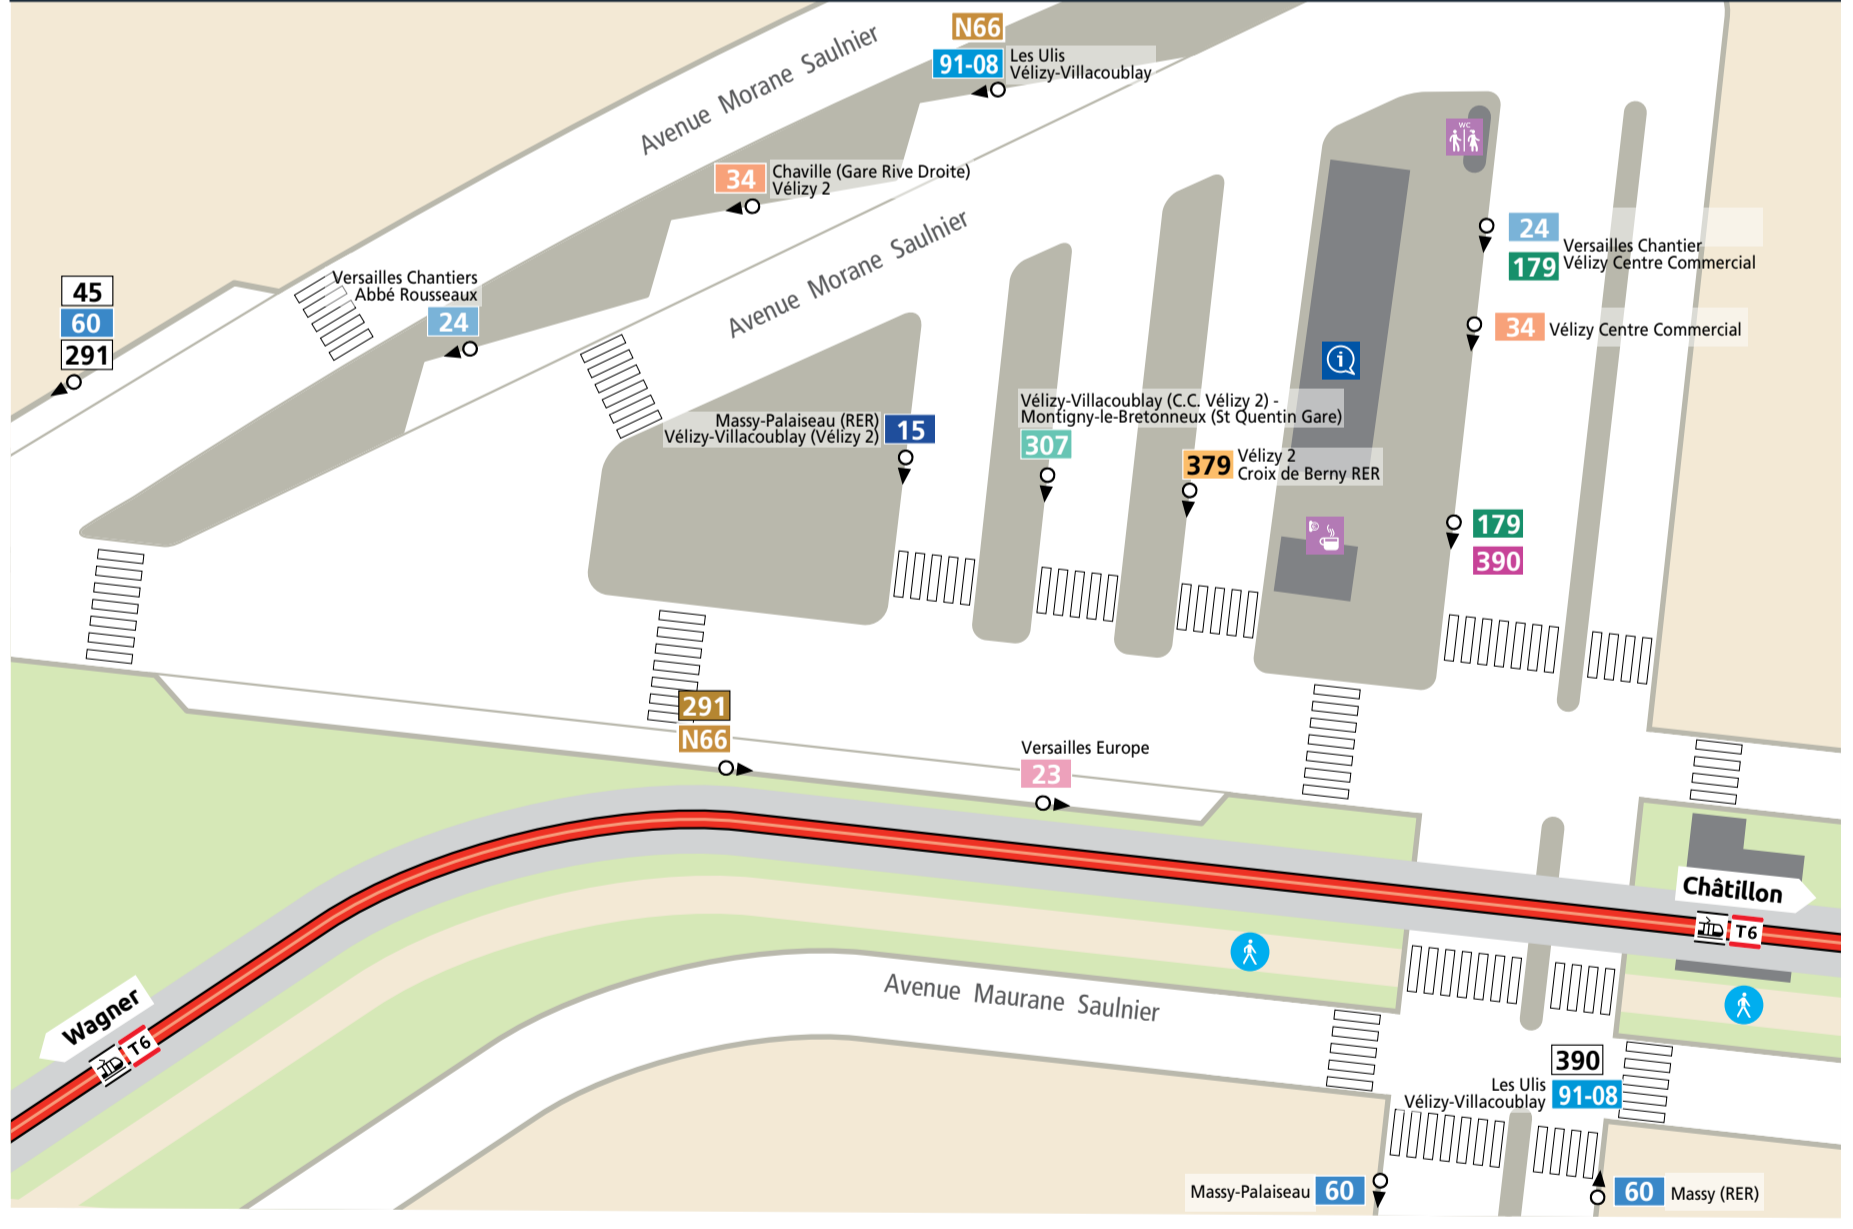 N66
91-08
Les Ulis
Vélizy-Villacoublay
Avenue Morane Saulnier
WC
34
Chaville (Gare Rive Droite)
Vélizy 2
Avenue Morane Saulnier
24
179
Versailles Chantier
Vélizy Centre Commercial
Versailles Chantiers
Abbé Rousseaux
24
45
60
291
34
Vélizy Centre Commercial
i
Massy-Palaiseau (RER)
Vélizy-Villacoublay (Vélizy 2)
15
Vélizy-Villacoublay (C.C. Vélizy 2) -
Montigny-le-Bretonneux (St Quentin Gare)
307
379
Vélizy 2
Croix de Berny RER
179
390
291
N66
Versailles Europe
23
Châtillon
T6
Wagner
T6
Avenue Maurane Saulnier
390
Les Ulis
Vélizy-Villacoublay
91-08
Massy-Palaiseau
60
60
Massy (RER)